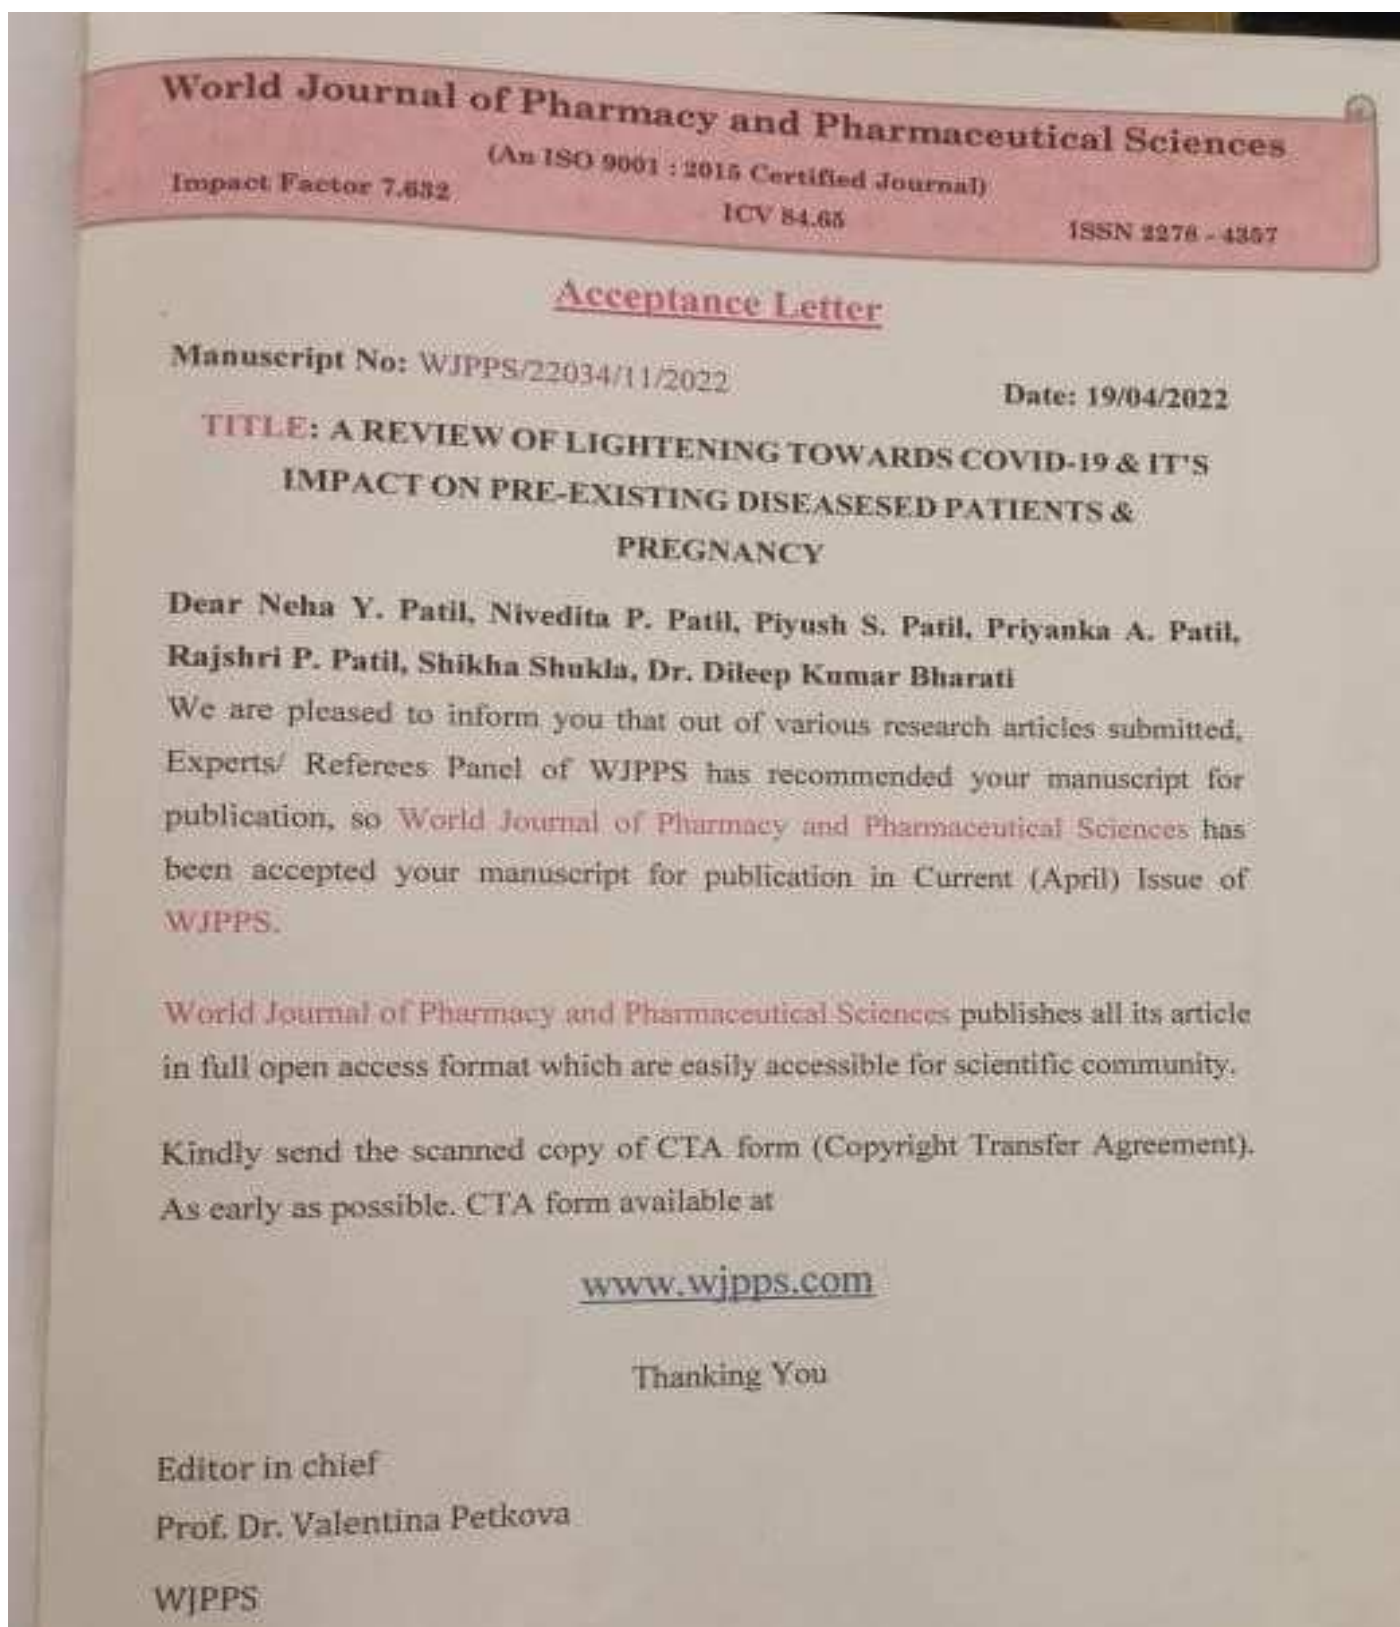 World Journal of Pharmacy and Pharmaceutical Sciences
(An ISO 9001 : 2015 Certified Journal)
Impact Factor 7.632 ICV 84.65 ISSN 2278 - 4357
Acceptance Letter
Manuscript No: WJPPS/22034/11/2022 Date: 19/04/2022
TITLE: A REVIEW OF LIGHTENING TOWARDS COVID-19 & IT'S
IMPACT ON PRE-EXISTING DISEASESED PATIENTS &
PREGNANCY
Dear Neha Y. Patil, Nivedita P. Patil, Piyush S. Patil, Priyanka A. Patil,
Rajshri P. Patil, Shikha Shukla, Dr. Dileep Kumar Bharati
We are pleased to inform you that out of various research articles submitted,
Experts/ Referees Panel of WJPPS has recommended your manuscript for
publication, so World Journal of Pharmacy and Pharmaceutical Sciences has
been accepted your manuscript for publication in Current (April) Issue of
WJPPS.
World Journal of Pharmacy and Pharmaceutical Sciences publishes all its article
in full open access format which are easily accessible for scientific community.
Kindly send the scanned copy of CTA form (Copyright Transfer Agreement).
As early as possible. CTA form available at
www.wjpps.com
Thanking You
Editor in chief
Prof. Dr. Valentina Petkova
WJPPS